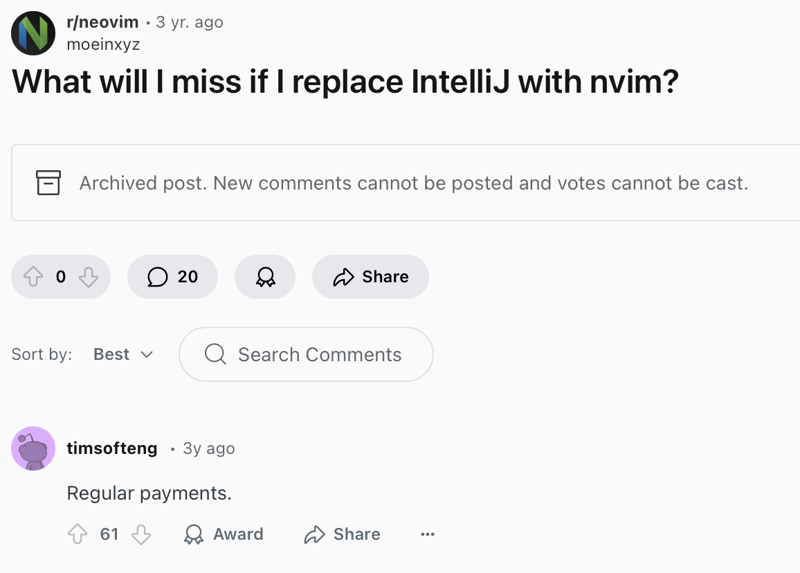 r/neovim • 3 yr. ago
moeinxyz
What will I miss if I replace IntelliJ with nvim?
Archived post. New comments cannot be posted and votes cannot be cast.
0 20 Share
Sort by: Best Search Comments
timsofteng • 3y ago
Regular payments.
61 Award Share ...